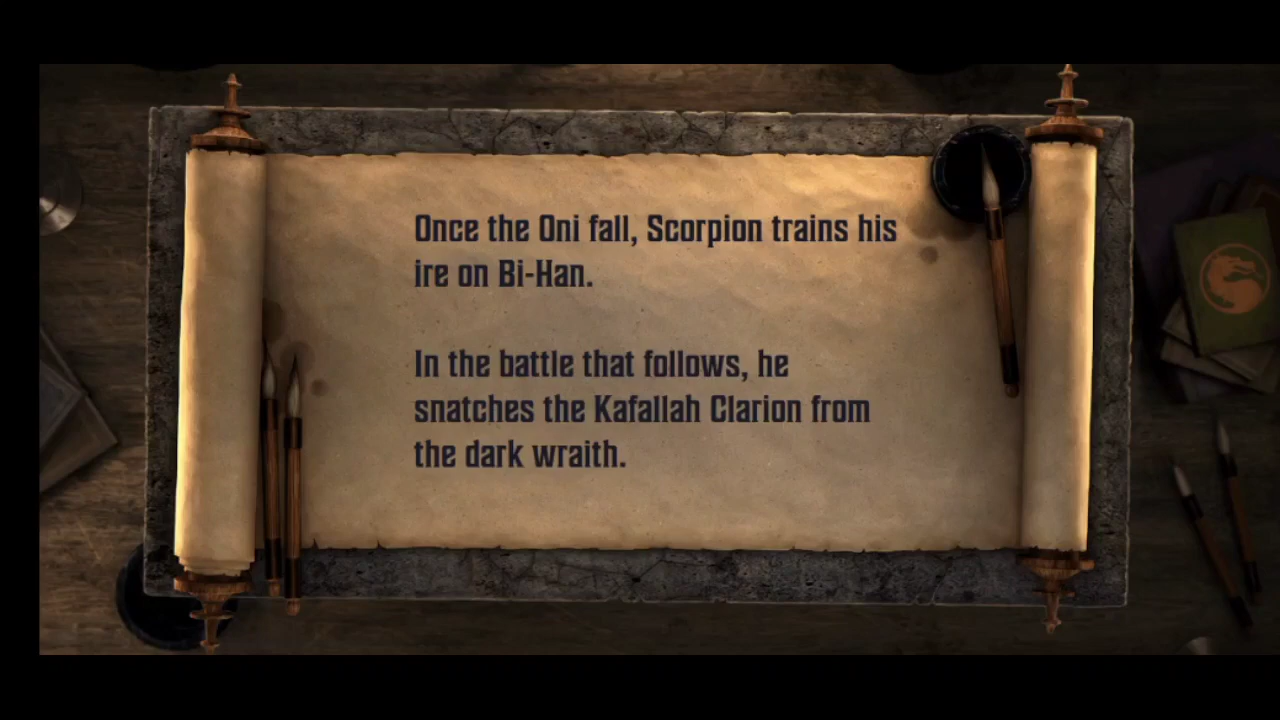 Once the Oni fall, Scorpion trains his
ire on Bi-Han.
In the battle that follows, he
snatches the Kafallah Clarion from
the dark wraith.